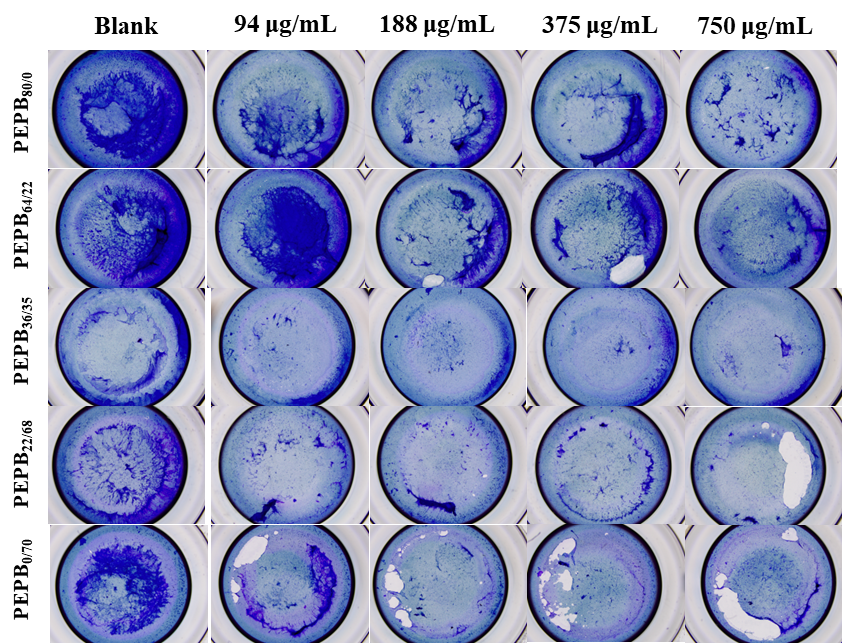 Blank 94 µg/mL 188 µg/mL 375 µg/mL 750 µg/mL
PEPB80/0
PEPB64/22
PEPB36/35
PEPB22/68
PEPB0/70